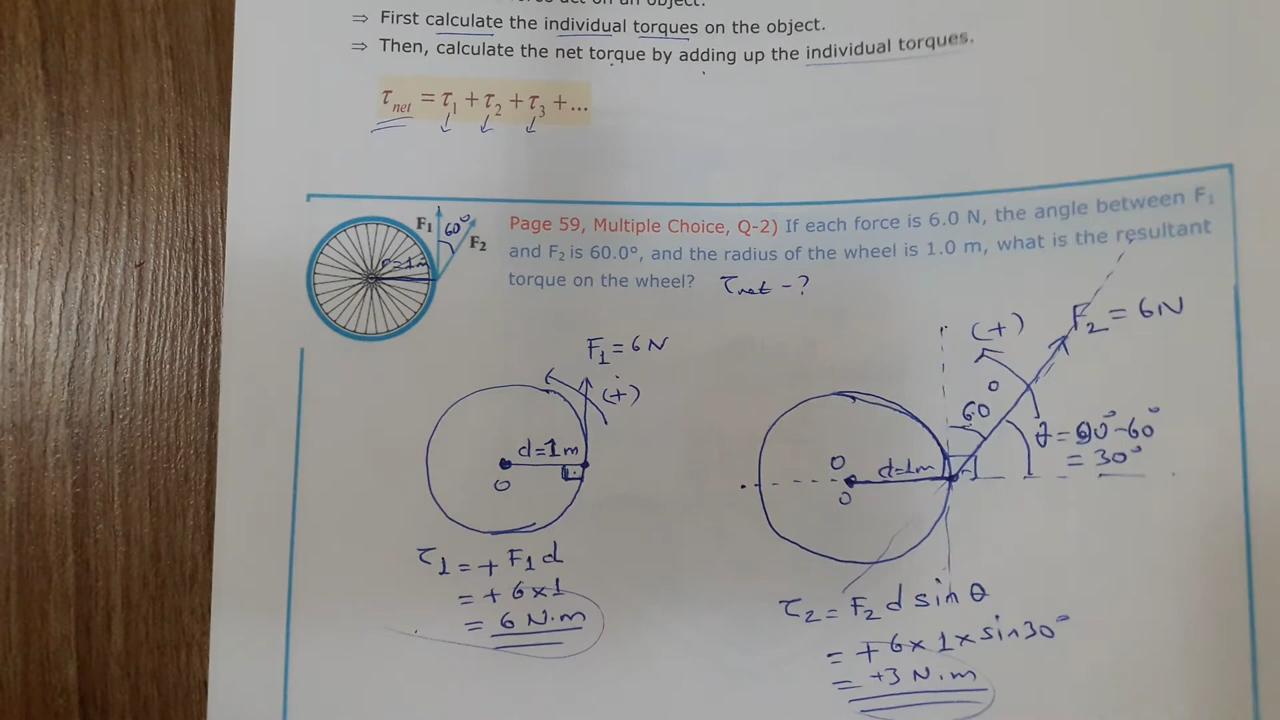 ⇒ First calculate the individual torques on the object.
⇒ Then, calculate the net torque by adding up the individual torques.
τnet = τ1 + τ2 + τ3 + ...
F1
60°
F2
r=1m
Page 59, Multiple Choice, Q-2) If each force is 6.0 N, the angle between F1
and F2 is 60.0°, and the radius of the wheel is 1.0 m, what is the resultant
torque on the wheel? τnet - ?
F1 = 6N
(+)
d=1m
O
τ1 = + F1 d
= + 6×1
= 6 N.m
(+)
F2 = 6N
60°
θ = 90° - 60°
= 30°
O
d=1m
O
τ2 = F2 d sin θ
= + 6 × 1 × sin30°
= +3 N.m